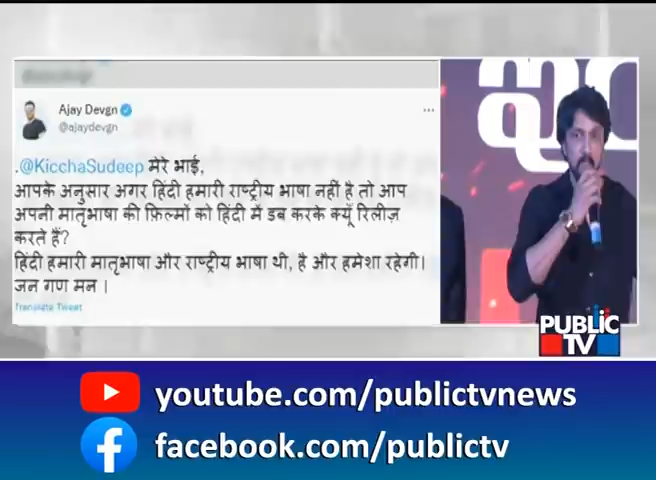 Ajay Devgn
@ajaydevgn
.@KicchaSudeep मेरे भाई,
आपके अनुसार अगर हिंदी हमारी राष्ट्रीय भाषा नहीं है तो आप
अपनी मातृभाषा की फ़िल्मों को हिंदी में डब करके क्यूँ रिलीज़
करते हैं?
हिंदी हमारी मातृभाषा और राष्ट्रीय भाषा थी, है और हमेशा रहेगी।
जन गण मन ।
Translate Tweet
PUBLIC
TV
youtube.com/publictvnews
facebook.com/publictv